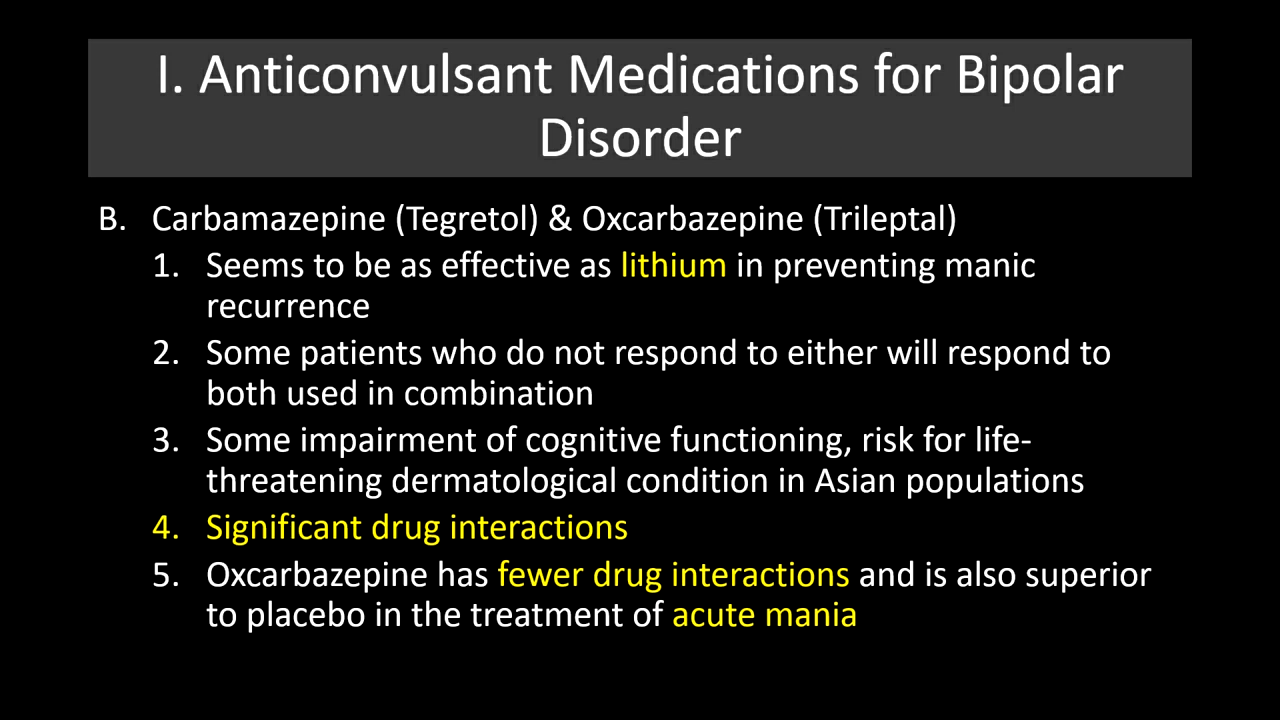 I. Anticonvulsant Medications for Bipolar
Disorder
B. Carbamazepine (Tegretol) & Oxcarbazepine (Trileptal)
1. Seems to be as effective as lithium in preventing manic
recurrence
2. Some patients who do not respond to either will respond to
both used in combination
3. Some impairment of cognitive functioning, risk for life-
threatening dermatological condition in Asian populations
4. Significant drug interactions
5. Oxcarbazepine has fewer drug interactions and is also superior
to placebo in the treatment of acute mania